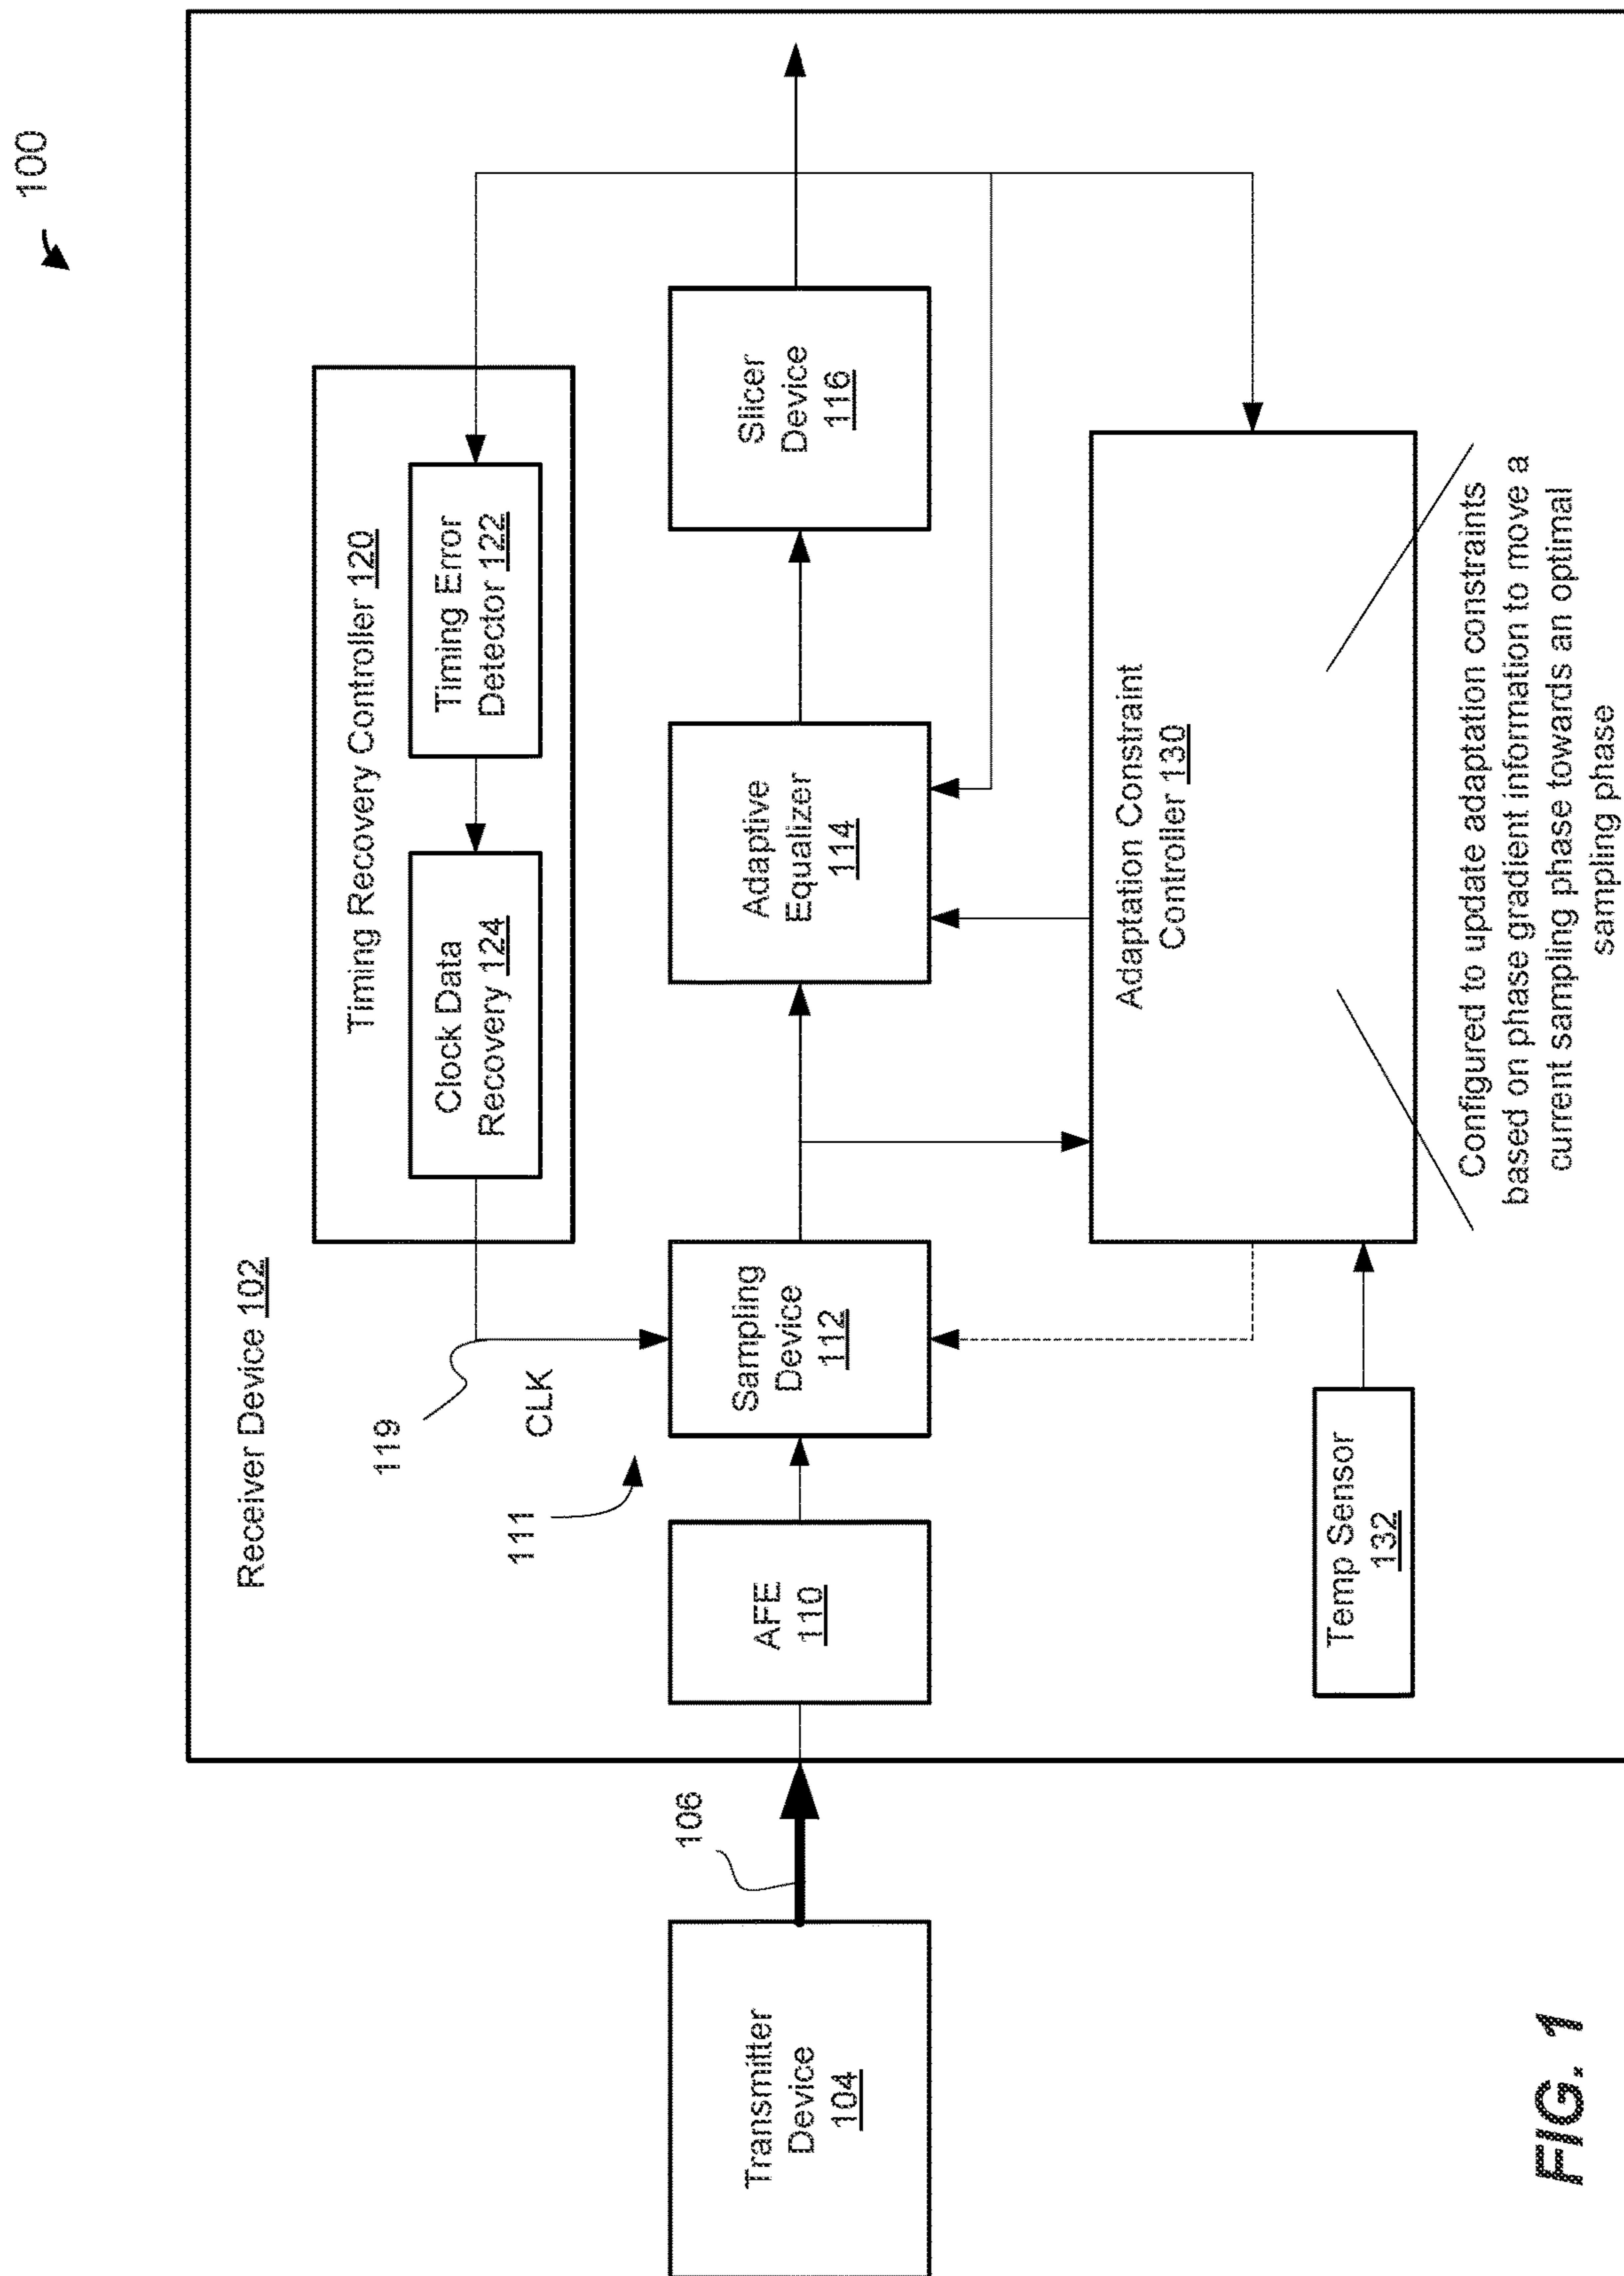 100
Receiver Device 102
Timing Recovery Controller 120
Clock Data
Recovery 124
Timing Error
Detector 122
119
CLK
111
106
Transmitter
Device
104
AFE
110
Sampling
Device
112
Adaptive
Equalizer
114
Slicer
Device
116
Adaptation Constraint
Controller 130
Temp Sensor
132
Configured to update adaptation constraints
based on phase gradient information to move a
current sampling phase towards an optimal
sampling phase
FIG. 1